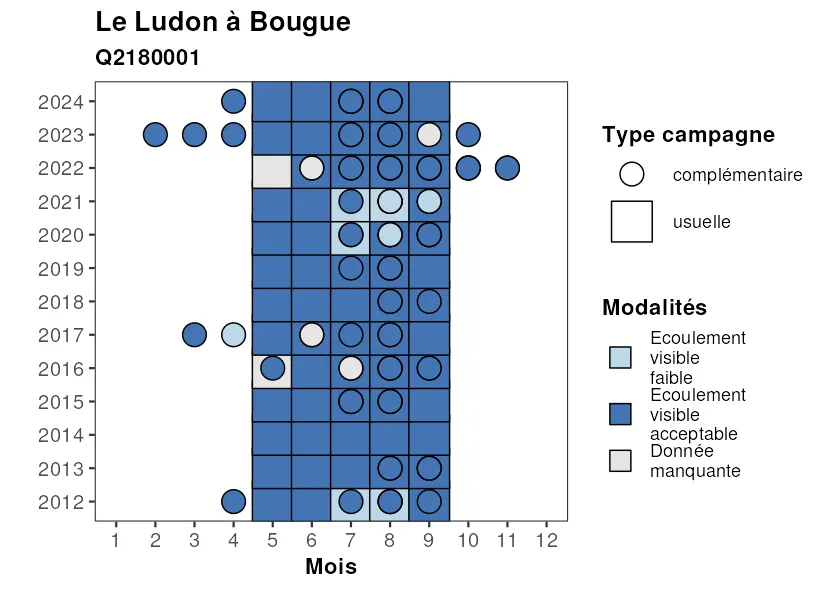 Le Ludon à Bougue
Q2180001
2024
2023
2022
2021
2020
2019
2018
2017
2016
2015
2014
2013
2012
1 2 3 4 5 6 7 8 9 10 11 12
Mois
Type campagne
complémentaire
usuelle
Modalités
Ecoulement
visible
faible
Ecoulement
visible
acceptable
Donnée
manquante